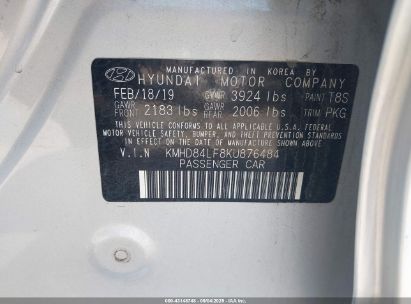 MANUFACTURED IN KOREA BY
HYUNDAI MOTOR COMPANY
FEB/18/19 GVWR 3924 lbs PAINT T8S
GAWR FRONT 2183 lbs GAWR REAR 2006 lbs TRIM PKG
THIS VEHICLE CONFORMS TO ALL APPLICABLE U.S.A. FEDERAL MOTOR
VEHICLE SAFETY, BUMPER, AND THEFT PREVENTION STANDARDS IN
EFFECT ON THE DATE OF MANUFACTURE SHOWN ABOVE.
V.I.N KMHD84LF8KU876484
PASSENGER CAR